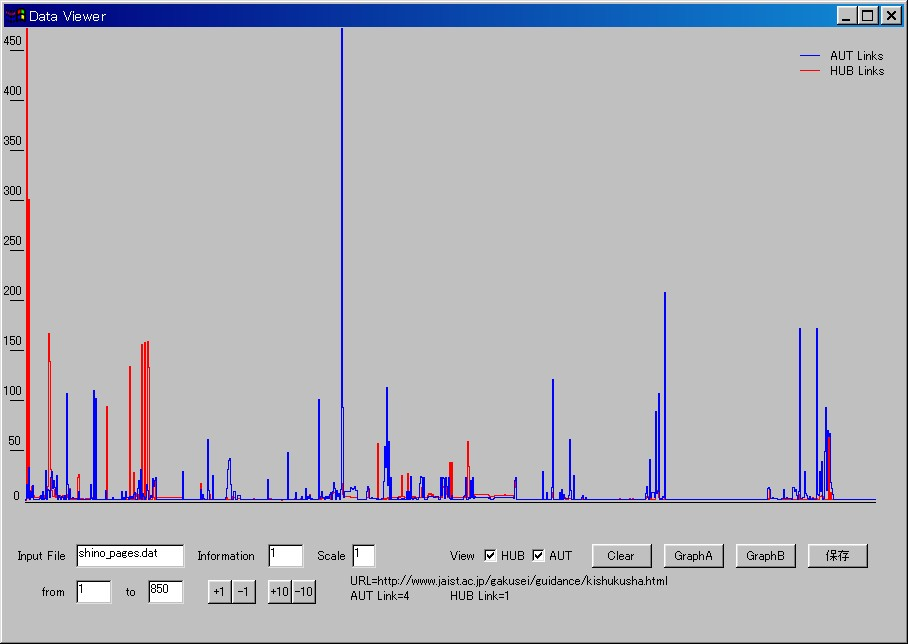 Data Viewer
450
AUT Links
HUB Links
400
350
300
250
200
150
100
50
0
Input File shino_pages.dat Information 1 Scale 1 View HUB AUT Clear GraphA GraphB 保存
from 1 to 850 +1 -1 +10 -10
URL=http://www.jaist.ac.jp/gakusei/guidance/kishukusha.html
AUT Link=4 HUB Link=1